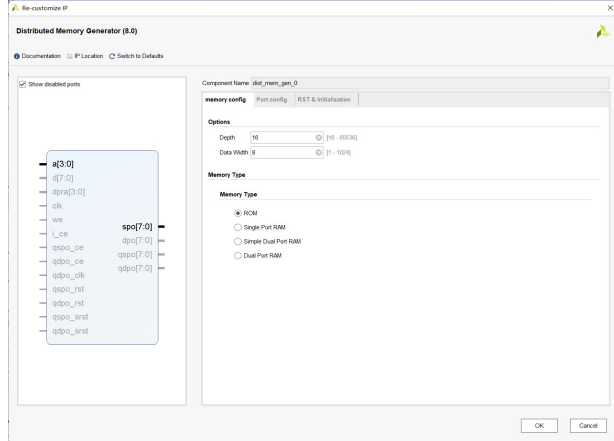 Re-customize IP
Distributed Memory Generator (8.0)
Documentation IP Location Switch to Defaults
Show disabled ports
a[3:0]
d[7:0]
dpra[3:0]
clk
we
i_ce
qspo_ce
qdpo_ce
qdpo_clk
qspo_rst
qdpo_rst
qspo_srst
qdpo_srst
spo[7:0]
dpo[7:0]
qspo[7:0]
qdpo[7:0]
Component Name dist_mem_gen_0
memory config Port config RST & Initialization
Options
Depth 16 [16 - 65536]
Data Width 8 [1 - 1024]
Memory Type
Memory Type
ROM
Single Port RAM
Simple Dual Port RAM
Dual Port RAM
OK Cancel